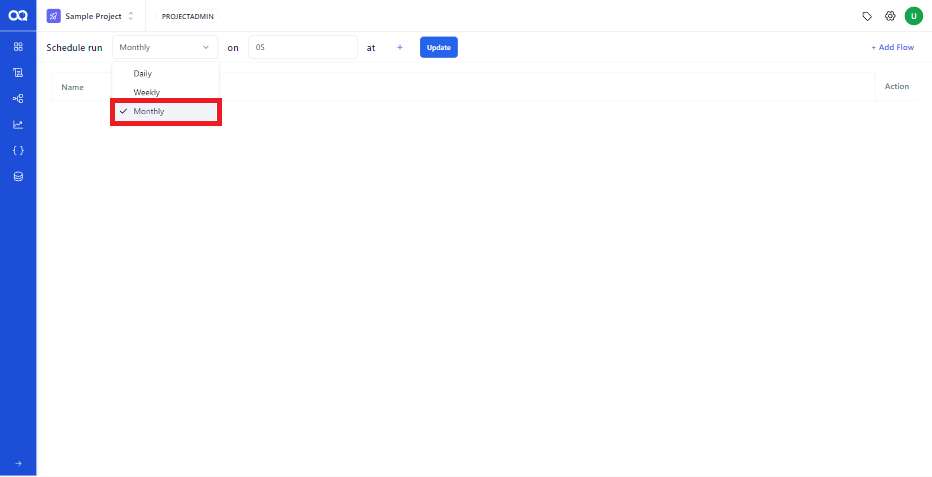 Sample Project PROJECTADMIN U
Schedule run Monthly on 05 at + Update + Add Flow
Daily
Name Action
Weekly
Monthly